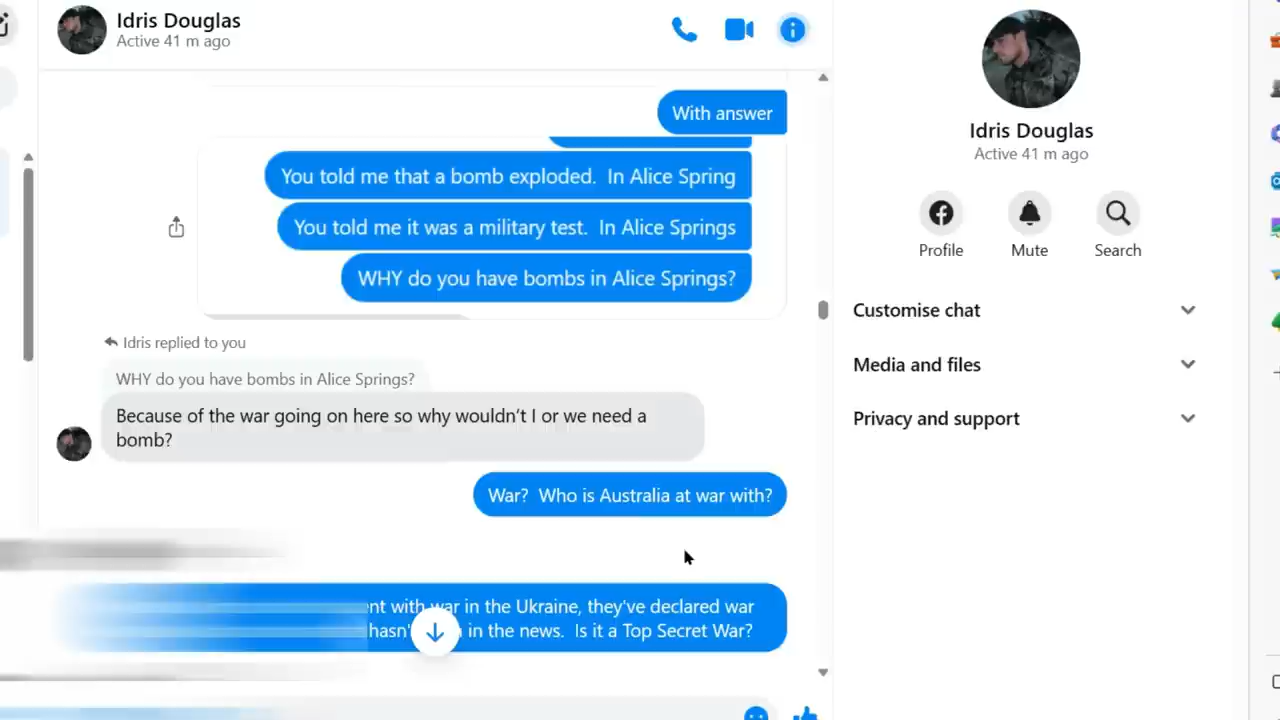 Idris Douglas
Active 41 m ago
With answer
You told me that a bomb exploded.  In Alice Spring
You told me it was a military test.  In Alice Springs
WHY do you have bombs in Alice Springs?
Idris replied to you
WHY do you have bombs in Alice Springs?
Because of the war going on here so why wouldn't I or we need a
bomb?
War?  Who is Australia at war with?
with war in the Ukraine, they've declared war
in the news.  Is it a Top Secret War?
Idris Douglas
Active 41 m ago
Profile
Mute
Search
Customise chat
Media and files
Privacy and support